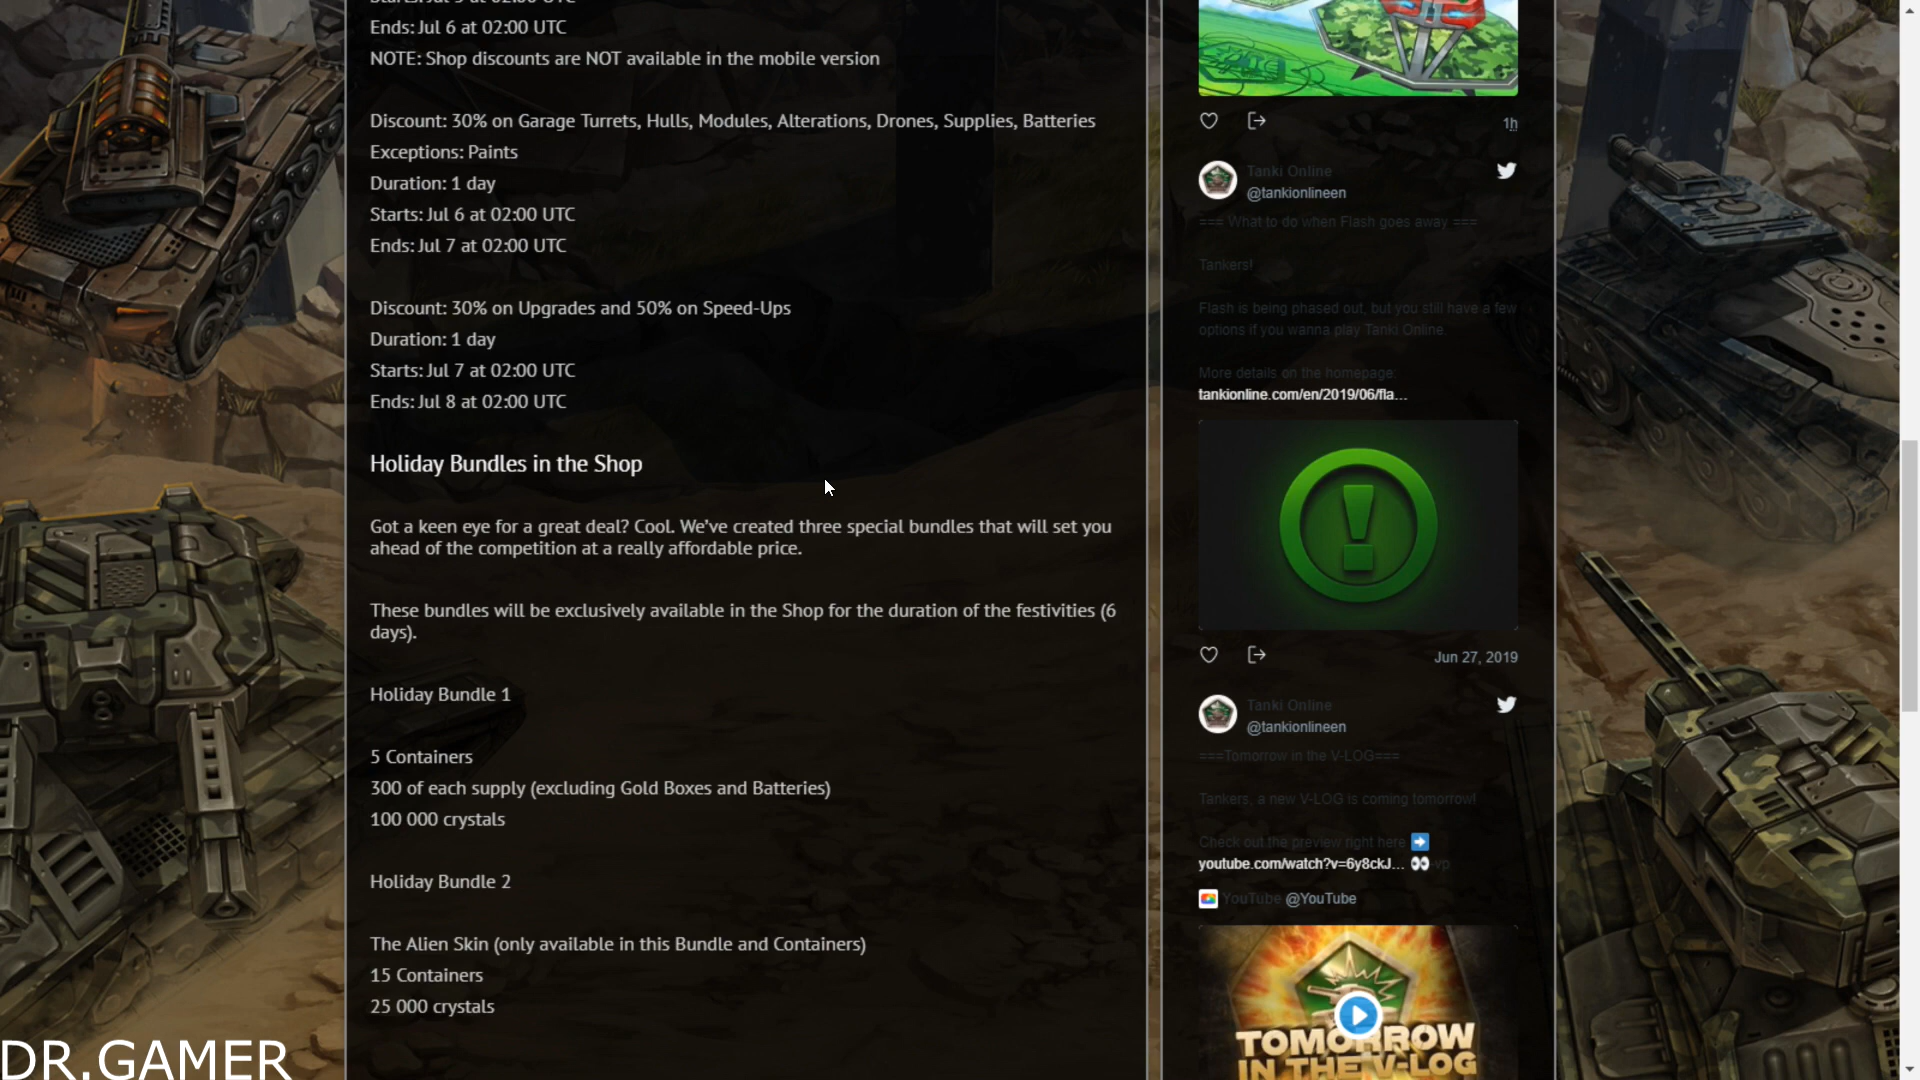 Ends: Jul 6 at 02:00 UTC
NOTE: Shop discounts are NOT available in the mobile version
Discount: 30% on Garage Turrets, Hulls, Modules, Alterations, Drones, Supplies, Batteries
Exceptions: Paints
Duration: 1 day
Starts: Jul 6 at 02:00 UTC
Ends: Jul 7 at 02:00 UTC
Discount: 30% on Upgrades and 50% on Speed-Ups
Duration: 1 day
Starts: Jul 7 at 02:00 UTC
Ends: Jul 8 at 02:00 UTC
Holiday Bundles in the Shop
Got a keen eye for a great deal? Cool. We've created three special bundles that will set you
ahead of the competition at a really affordable price.
These bundles will be exclusively available in the Shop for the duration of the festivities (6
days).
Holiday Bundle 1
5 Containers
300 of each supply (excluding Gold Boxes and Batteries)
100 000 crystals
Holiday Bundle 2
The Alien Skin (only available in this Bundle and Containers)
15 Containers
25 000 crystals
DR.GAMER
1h
Tanki Online
@tankionlineen
=== What to do when Flash goes away ===
Tankers!
Flash is being phased out, but you still have a few
options if you wanna play Tanki Online.
More details on the homepage:
tankionline.com/en/2019/06/fla...
Jun 27, 2019
Tanki Online
@tankionlineen
===Tomorrow in the V-LOG===
Tankers, a new V-LOG is coming tomorrow!
Check out the preview right here ➡️
youtube.com/watch?v=6y8ckJ... 👀 vp
YouTube @YouTube
TOMORROW
IN THE V-LOG